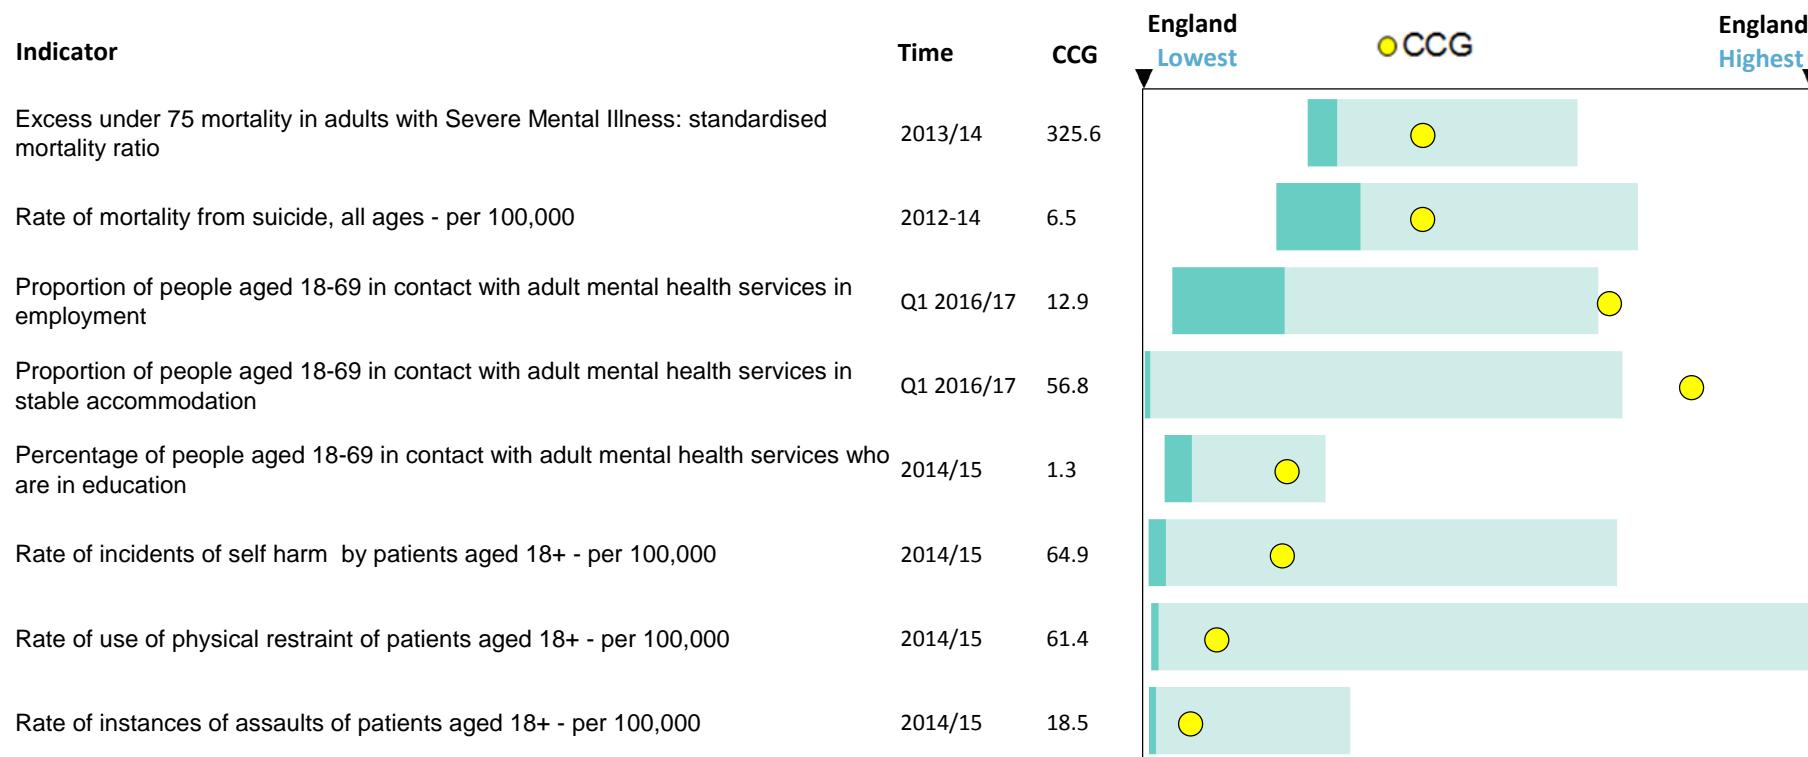 England England
Indicator Time CCG Lowest CCG Highest
Excess under 75 mortality in adults with Severe Mental Illness: standardised
mortality ratio 2013/14 325.6
Rate of mortality from suicide, all ages - per 100,000 2012-14 6.5
Proportion of people aged 18-69 in contact with adult mental health services in
employment Q1 2016/17 12.9
Proportion of people aged 18-69 in contact with adult mental health services in
stable accommodation Q1 2016/17 56.8
Percentage of people aged 18-69 in contact with adult mental health services who
are in education 2014/15 1.3
Rate of incidents of self harm  by patients aged 18+ - per 100,000 2014/15 64.9
Rate of use of physical restraint of patients aged 18+ - per 100,000 2014/15 61.4
Rate of instances of assaults of patients aged 18+ - per 100,000 2014/15 18.5